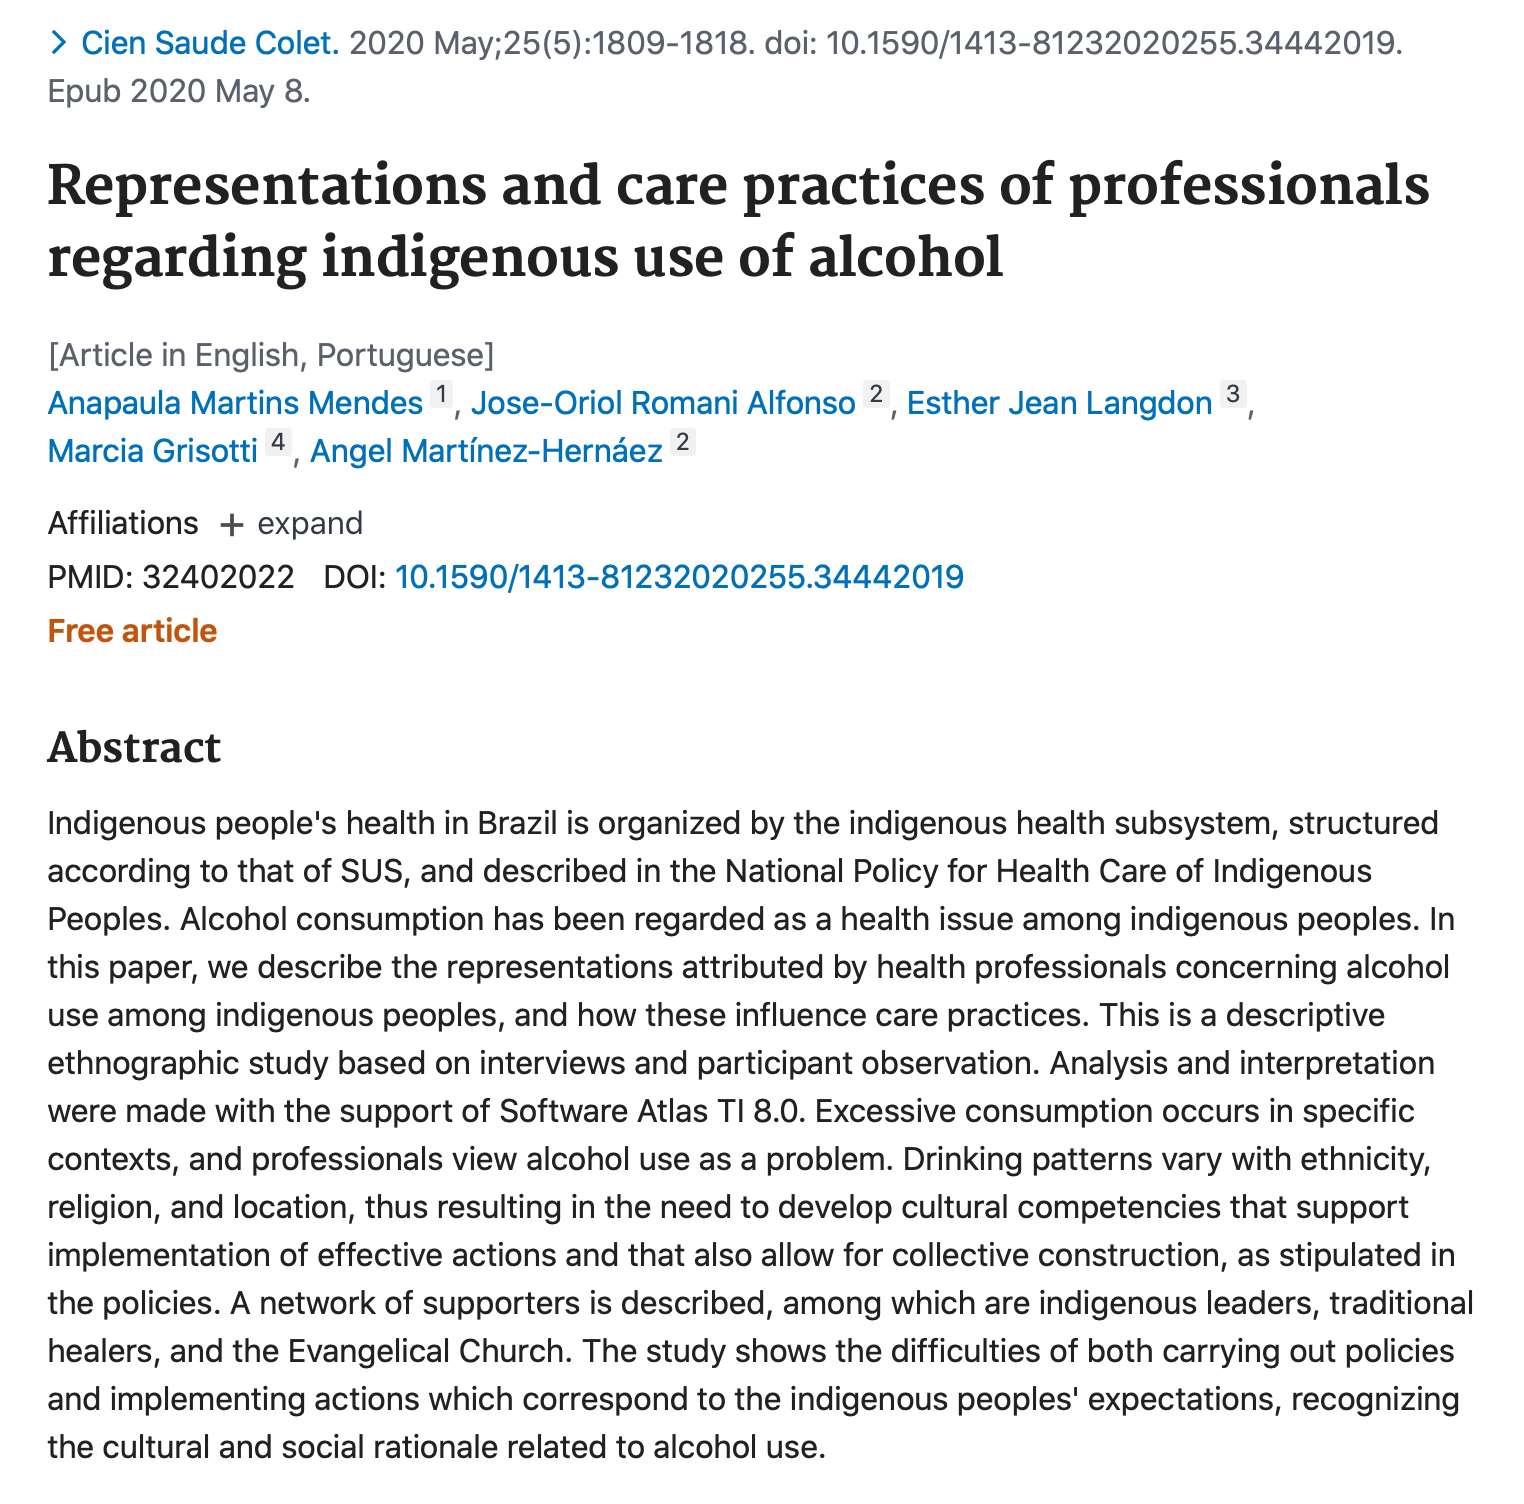 > Cien Saude Colet. 2020 May;25(5):1809-1818. doi: 10.1590/1413-81232020255.34442019.
Epub 2020 May 8.
Representations and care practices of professionals
regarding indigenous use of alcohol
[Article in English, Portuguese]
Anapaula Martins Mendes 1, Jose-Oriol Romani Alfonso 2, Esther Jean Langdon 3,
Marcia Grisotti 4, Angel Martínez-Hernáez 2
Affiliations + expand
PMID: 32402022 DOI: 10.1590/1413-81232020255.34442019
Free article
Abstract
Indigenous people's health in Brazil is organized by the indigenous health subsystem, structured
according to that of SUS, and described in the National Policy for Health Care of Indigenous
Peoples. Alcohol consumption has been regarded as a health issue among indigenous peoples. In
this paper, we describe the representations attributed by health professionals concerning alcohol
use among indigenous peoples, and how these influence care practices. This is a descriptive
ethnographic study based on interviews and participant observation. Analysis and interpretation
were made with the support of Software Atlas TI 8.0. Excessive consumption occurs in specific
contexts, and professionals view alcohol use as a problem. Drinking patterns vary with ethnicity,
religion, and location, thus resulting in the need to develop cultural competencies that support
implementation of effective actions and that also allow for collective construction, as stipulated in
the policies. A network of supporters is described, among which are indigenous leaders, traditional
healers, and the Evangelical Church. The study shows the difficulties of both carrying out policies
and implementing actions which correspond to the indigenous peoples' expectations, recognizing
the cultural and social rationale related to alcohol use.